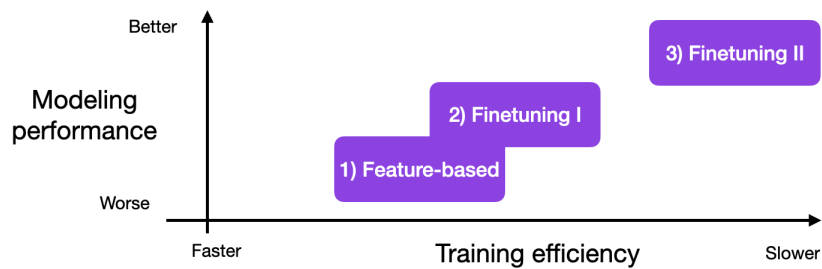 Better
3) Finetuning II
Modeling
performance
2) Finetuning I
1) Feature-based
Worse
Faster
Training efficiency
Slower